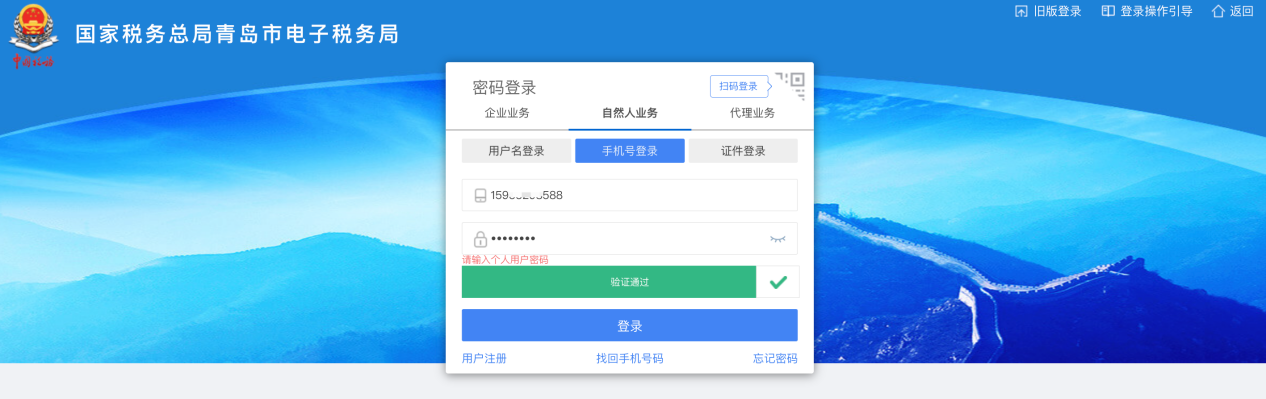 旧版登录 登录操作引导 返回
国家税务总局青岛市电子税务局
中国税务
密码登录 扫码登录
企业业务 自然人业务 代理业务
用户名登录 手机号登录 证件登录
请输入个人用户密码
验证通过
登录
用户注册 找回手机号码 忘记密码